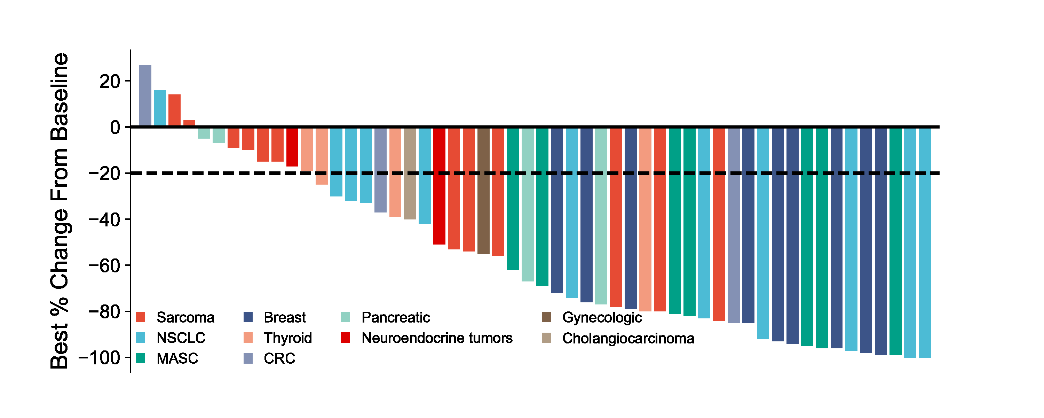 Best % Change From Baseline
20
0
−20
−40
−60
−80
−100
Sarcoma Breast Pancreatic Gynecologic
NSCLC Thyroid Neuroendocrine tumors Cholangiocarcinoma
MASC CRC